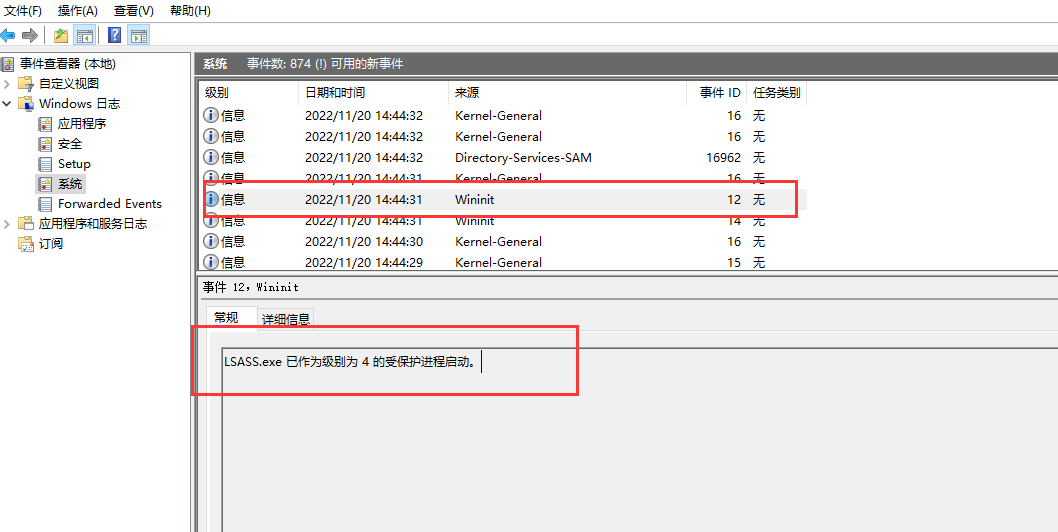 文件(F) 操作(A) 查看(V) 帮助(H)
事件查看器 (本地)
自定义视图
Windows 日志
应用程序
安全
Setup
系统
Forwarded Events
应用程序和服务日志
订阅
系统 事件数: 874 (!) 可用的新事件
级别 日期和时间 来源 事件 ID 任务类别
信息 2022/11/20 14:44:32 Kernel-General 16 无
信息 2022/11/20 14:44:32 Kernel-General 16 无
信息 2022/11/20 14:44:32 Directory-Services-SAM 16962 无
信息 2022/11/20 14:44:31 Kernel-General 16 无
信息 2022/11/20 14:44:31 Wininit 12 无
信息 2022/11/20 14:44:31 Wininit 14 无
信息 2022/11/20 14:44:30 Kernel-General 16 无
信息 2022/11/20 14:44:29 Kernel-General 15 无
事件 12，Wininit
常规 详细信息
LSASS.exe 已作为级别为 4 的受保护进程启动。